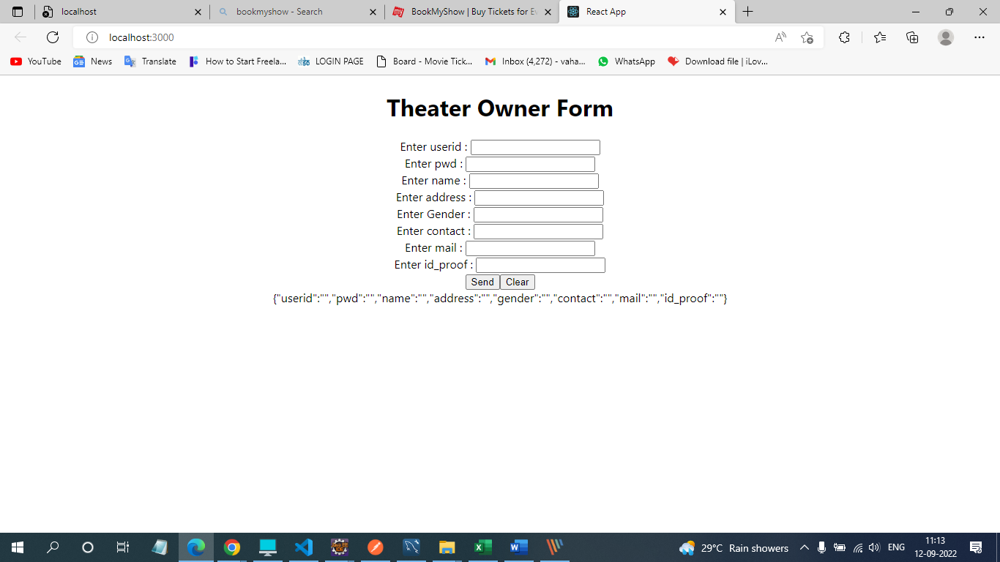 localhost
bookmyshow - Search
BookMyShow | Buy Tickets for Ev
React App
localhost:3000
YouTube
News
Translate
How to Start Freela...
LOGIN PAGE
Board - Movie Tick...
Inbox (4,272) - vaha...
WhatsApp
Download file | iLov...
Theater Owner Form
Enter userid :
Enter pwd :
Enter name :
Enter address :
Enter Gender :
Enter contact :
Enter mail :
Enter id_proof :
Send Clear
{"userid":"","pwd":"","name":"","address":"","gender":"","contact":"","mail":"","id_proof":""}
29°C Rain showers
ENG
11:13
12-09-2022